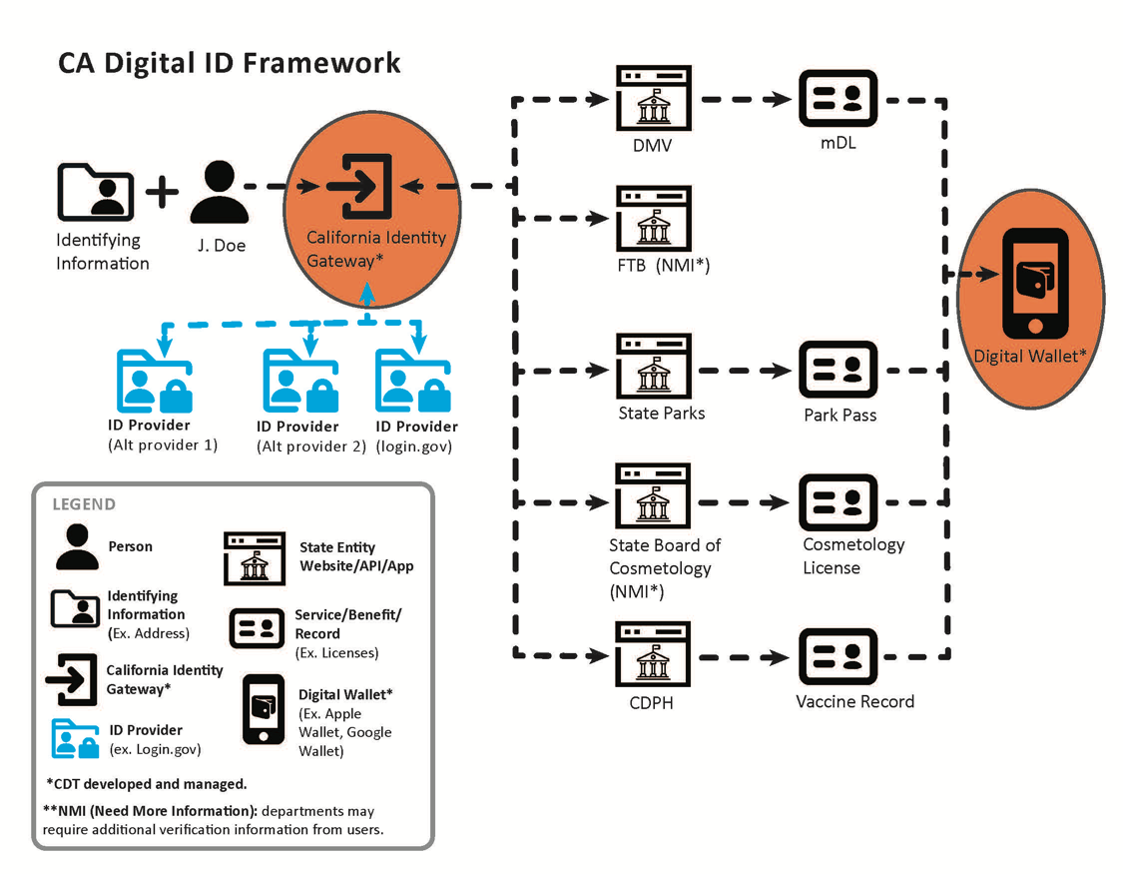 CA Digital ID Framework
Identifying
Information
J. Doe
California Identity
Gateway*
ID Provider
(Alt provider 1)
ID Provider
(Alt provider 2)
ID Provider
(login.gov)
DMV
mDL
FTB (NMI*)
State Parks
Park Pass
State Board of
Cosmetology
(NMI*)
Cosmetology
License
CDPH
Vaccine Record
Digital Wallet*
LEGEND
Person
Identifying
Information
(Ex. Address)
California Identity
Gateway*
ID Provider
(ex. Login.gov)
State Entity
Website/API/App
Service/Benefit/
Record
(Ex. Licenses)
Digital Wallet*
(Ex. Apple
Wallet, Google
Wallet)
*CDT developed and managed.
**NMI (Need More Information): departments may
require additional verification information from users.